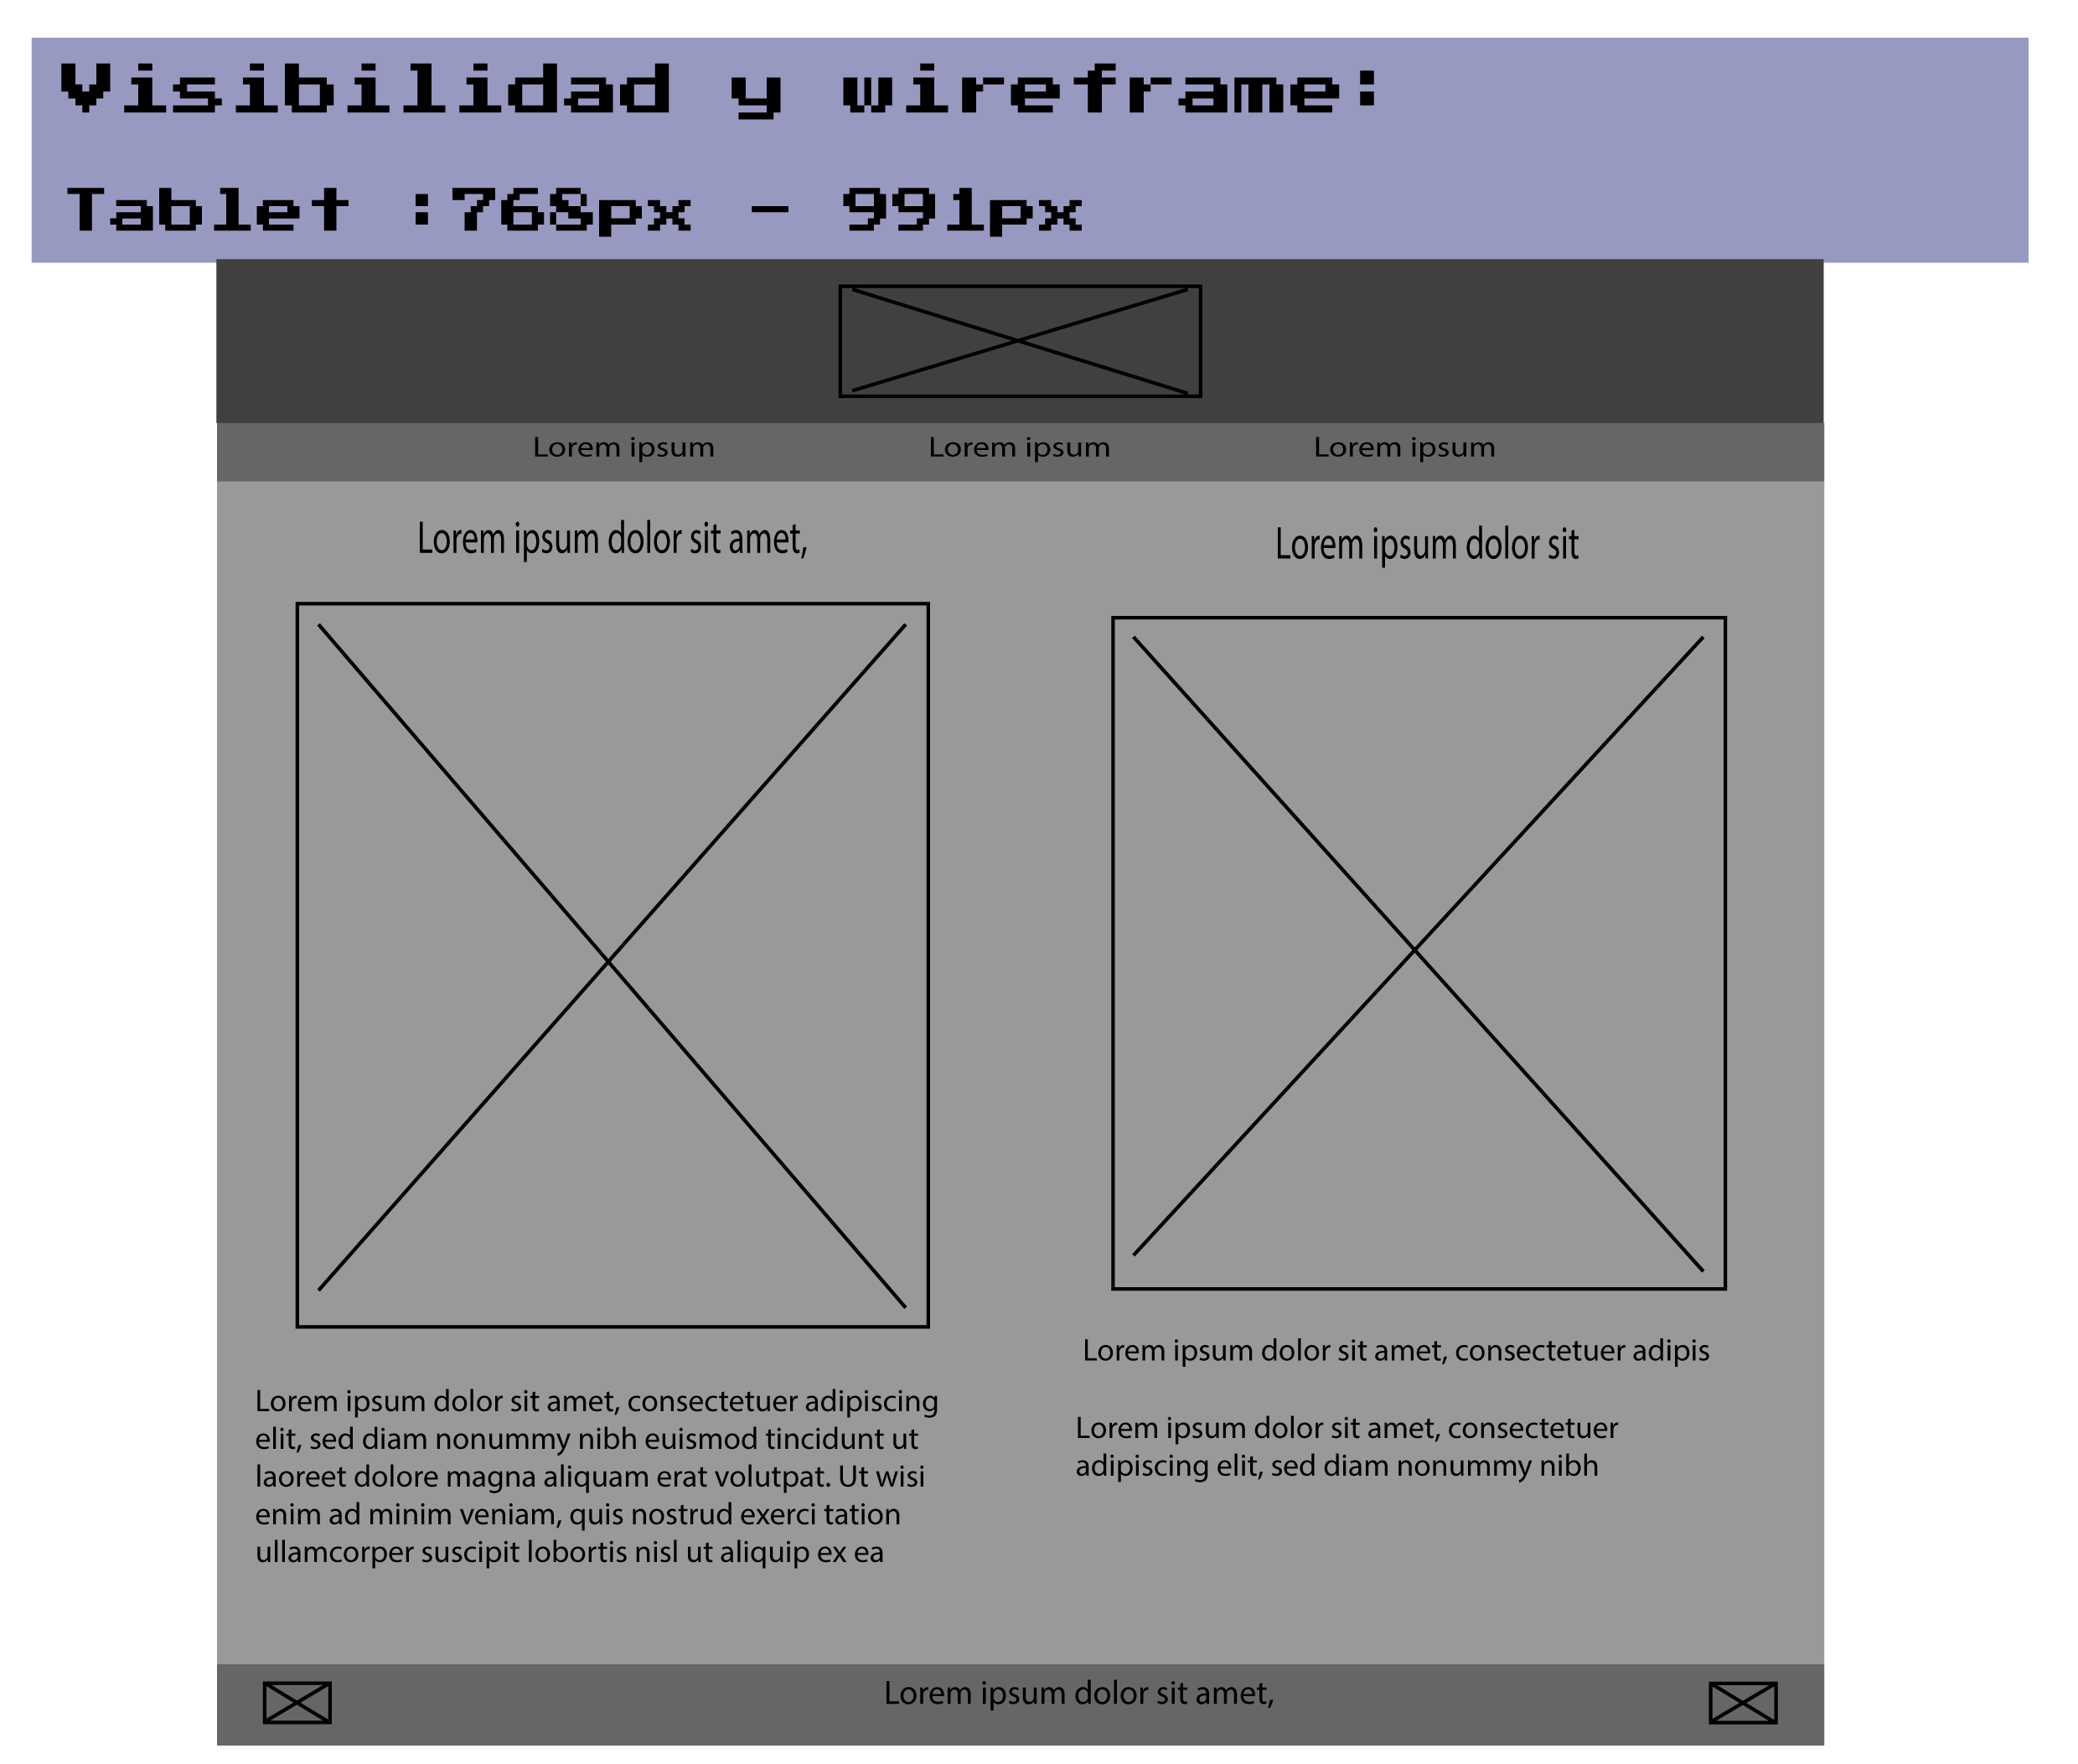 Visibilidad y wireframe:
Tablet :768px - 991px
Lorem ipsum
Lorem ipsum
Lorem ipsum
Lorem ipsum dolor sit amet,
Lorem ipsum dolor sit amet, consectetuer adipiscing
elit, sed diam nonummy nibh euismod tincidunt ut
laoreet dolore magna aliquam erat volutpat. Ut wisi
enim ad minim veniam, quis nostrud exerci tation
ullamcorper suscipit lobortis nisl ut aliquip ex ea
Lorem ipsum dolor sit
Lorem ipsum dolor sit amet, consectetuer adipis
Lorem ipsum dolor sit amet, consectetuer
adipiscing elit, sed diam nonummy nibh
Lorem ipsum dolor sit amet,